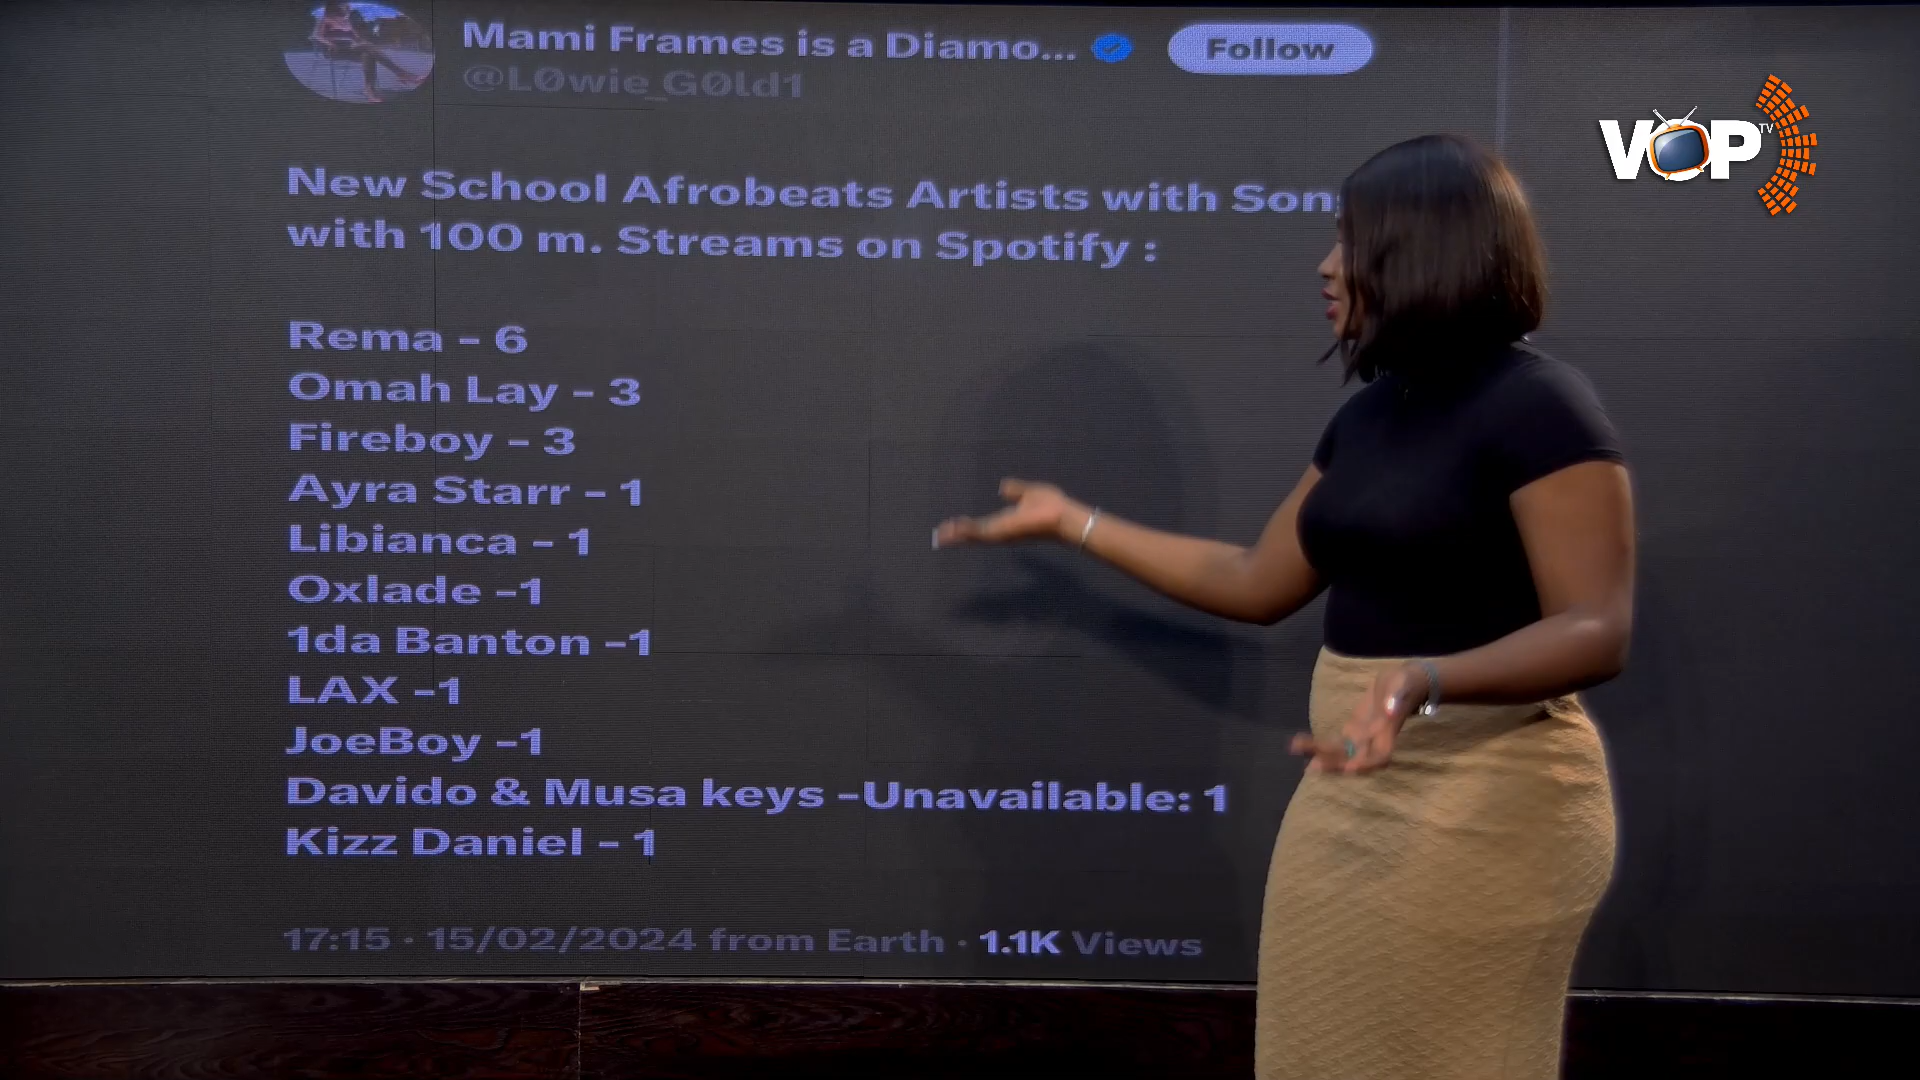 Mami Frames is a Diamo...
Follow
@L0wie_G0ld1
VOP TV
New School Afrobeats Artists with Son
with 100 m. Streams on Spotify :
Rema – 6
Omah Lay – 3
Fireboy – 3
Ayra Starr – 1
Libianca – 1
Oxlade –1
1da Banton –1
LAX –1
JoeBoy –1
Davido & Musa keys –Unavailable: 1
Kizz Daniel – 1
17:15 · 15/02/2024 from Earth · 1.1K Views